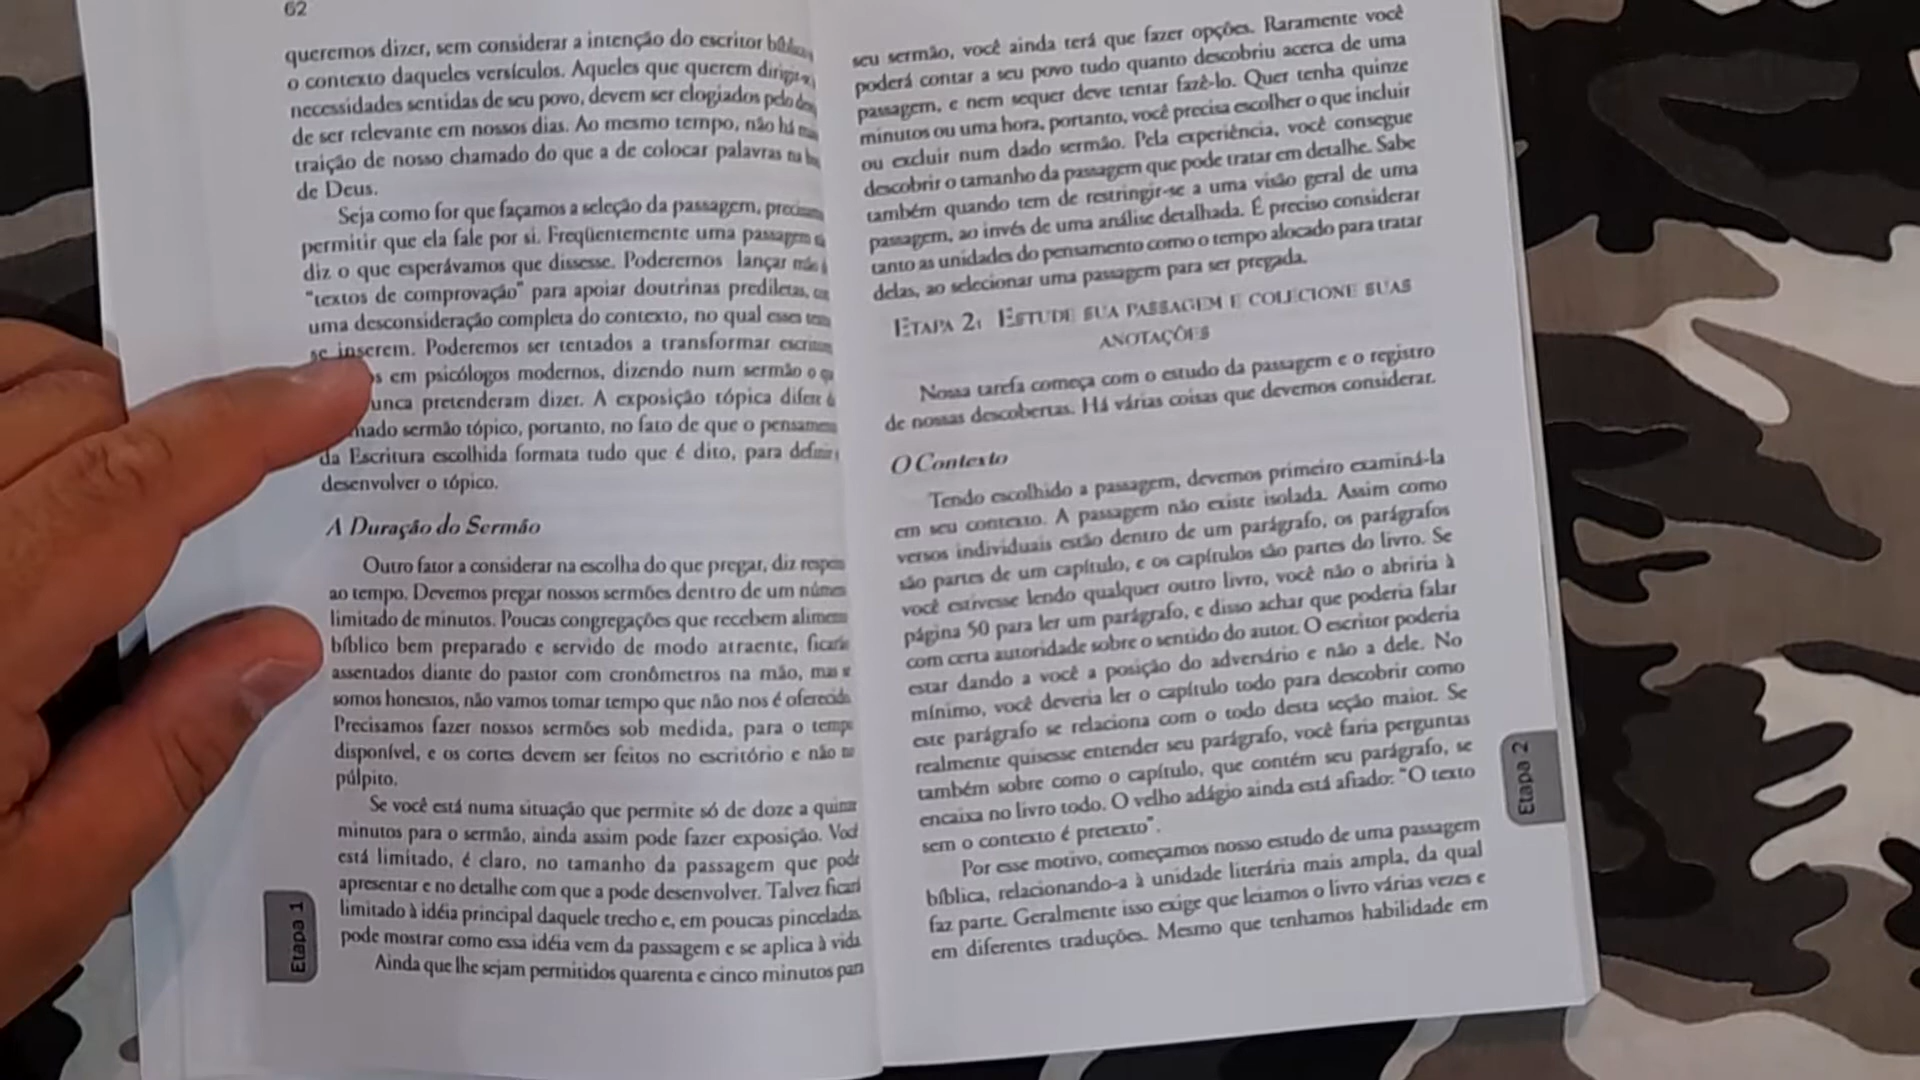 62
queremos dizer, sem considerar a intenção do escritor
o contexto daqueles versículos. Aqueles que querem
necessidades sentidas de seu povo, devem ser elogiados pelo
de ser relevante em nossos dias. Ao mesmo tempo, não há
traição de nosso chamado do que a de colocar palavras na
de Deus.
Seja como for que façamos a seleção da passagem,
permitir que ela fale por si. Freqüentemente uma passagem
diz o que esperávamos que dissesse. Poderemos lançar
"textos de comprovação" para apoiar doutrinas prediletas,
uma desconsideração completa do contexto, no qual esses
se inserem. Poderemos ser tentados a transformar
em psicólogos modernos, dizendo num sermão o
pretenderam dizer. A exposição tópica
sermão tópico, portanto, no fato de que o
da Escritura escolhida formata tudo que é dito, para
desenvolver o tópico.
A Duração do Sermão
Outro fator a considerar na escolha do que pregar, diz
ao tempo. Devemos pregar nossos sermões dentro de um
limitado de minutos. Poucas congregações que recebem
bíblico bem preparado e servido de modo atraente,
assentados diante do pastor com cronômetros na mão, mas
somos honestos, não vamos tomar tempo que não nos é
Precisamos fazer nossos sermões sob medida, para o
disponível, e os cortes devem ser feitos no escritório e não
púlpito.
Se você está numa situação que permite só de doze a
minutos para o sermão, ainda assim pode fazer exposição.
está limitado, é claro, no tamanho da passagem que pode
apresentar e no detalhe com que a pode desenvolver. Talvez
limitado à idéia principal daquele trecho e, em poucas pinceladas,
pode mostrar como essa idéia vem da passagem e se aplica à
Ainda que lhe sejam permitidos quarenta e cinco minutos
Etapa 1
seu sermão, você ainda terá que fazer opções. Raramente você
poderá contar a seu povo tudo quanto descobriu acerca de uma
passagem, e nem sequer deve tentar fazê-lo. Quer tenha quinze
minutos ou uma hora, portanto, você precisa escolher o que incluir
ou excluir num dado sermão. Pela experiência, você consegue
descobrir o tamanho da passagem que pode tratar em detalhe. Sabe
também quando tem de restringir-se a uma visão geral de uma
passagem, ao invés de uma análise detalhada. É preciso considerar
tanto as unidades do pensamento como o tempo alocado para tratar
delas, ao selecionar uma passagem para ser pregada.
ETAPA 2: ESTUDE SUA PASSAGEM E COLECIONE SUAS
ANOTAÇÕES
Nossa tarefa começa com o estudo da passagem e o registro
de nossas descobertas. Há várias coisas que devemos considerar.
O Contexto
Tendo escolhido a passagem, devemos primeiro examiná-la
em seu contexto. A passagem não existe isolada. Assim como
versos individuais estão dentro de um parágrafo, os parágrafos
são partes de um capítulo, e os capítulos são partes do livro. Se
você estivesse lendo qualquer outro livro, você não o abriria à
página 50 para ler um parágrafo, e disso achar que poderia falar
com certa autoridade sobre o sentido do autor. O escritor poderia
estar dando a você a posição do adversário e não a dele. No
mínimo, você deveria ler o capítulo todo para descobrir como
este parágrafo se relaciona com o todo desta seção maior. Se
realmente quisesse entender seu parágrafo, você faria perguntas
também sobre como o capítulo, que contém seu parágrafo, se
encaixa no livro todo. O velho adágio ainda está afiado: "O texto
sem o contexto é pretexto".
Por esse motivo, começamos nosso estudo de uma passagem
bíblica, relacionando-a à unidade literária mais ampla, da qual
faz parte. Geralmente isso exige que leiamos o livro várias vezes e
em diferentes traduções. Mesmo que tenhamos habilidade em
Etapa 2